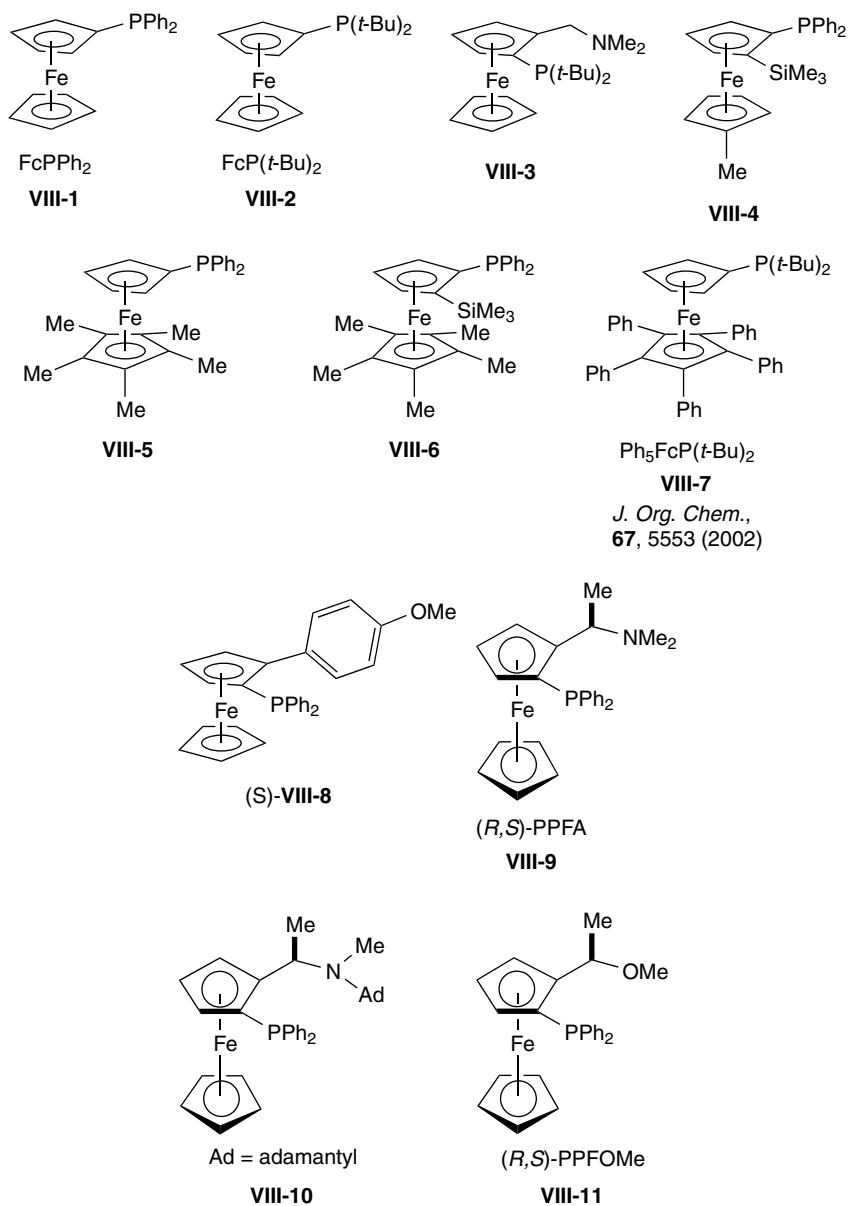 PPh2
Fe
FcPPh2
VIII-1
P(t-Bu)2
Fe
FcP(t-Bu)2
VIII-2
NMe2
P(t-Bu)2
Fe
VIII-3
PPh2
SiMe3
Fe
Me
VIII-4
PPh2
Fe
Me
Me
Me
Me
Me
VIII-5
PPh2
SiMe3
Fe
Me
Me
Me
Me
Me
VIII-6
P(t-Bu)2
Fe
Ph
Ph
Ph
Ph
Ph
Ph5FcP(t-Bu)2
VIII-7
J. Org. Chem.,
67, 5553 (2002)
OMe
PPh2
Fe
(S)-VIII-8
Me
NMe2
PPh2
Fe
(R,S)-PPFA
VIII-9
Me
Me
N
Ad
PPh2
Fe
Ad = adamantyl
VIII-10
Me
OMe
PPh2
Fe
(R,S)-PPFOMe
VIII-11